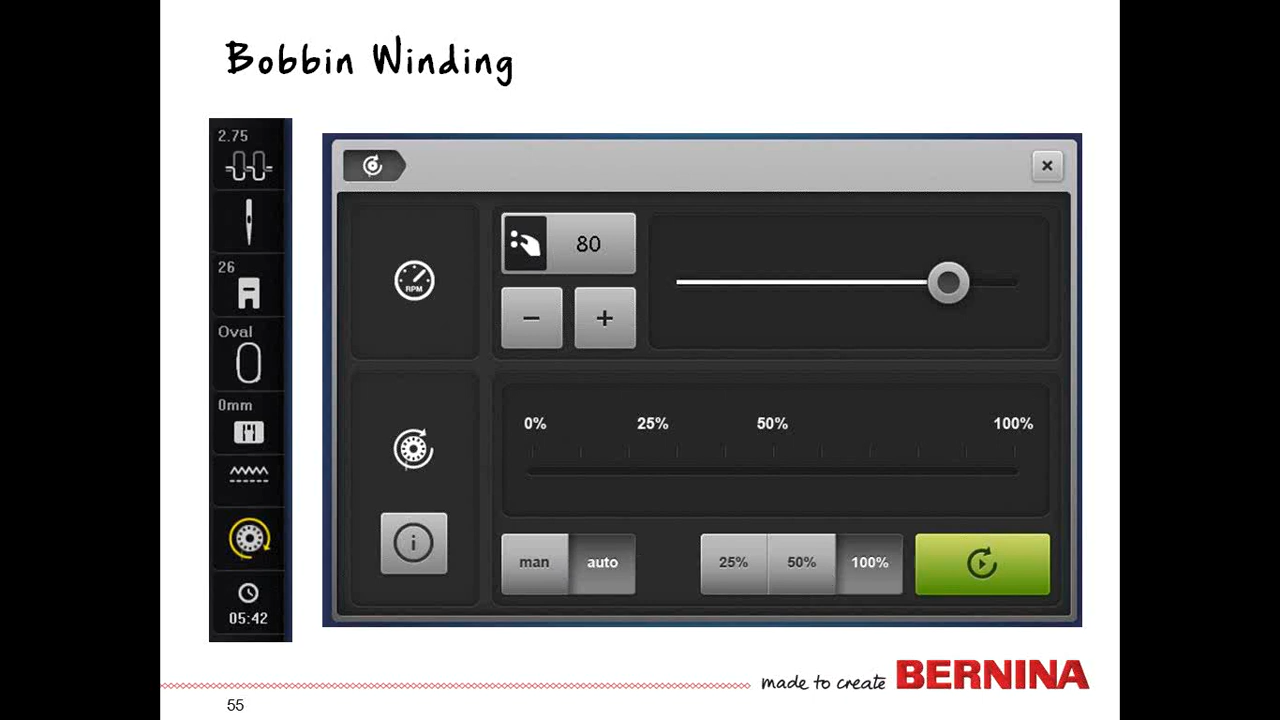 Bobbin Winding
2.75
26
Oval
0mm
05:42
×
RPM
80
− +
0% 25% 50% 100%
i
man auto 25% 50% 100%
made to create BERNINA
55